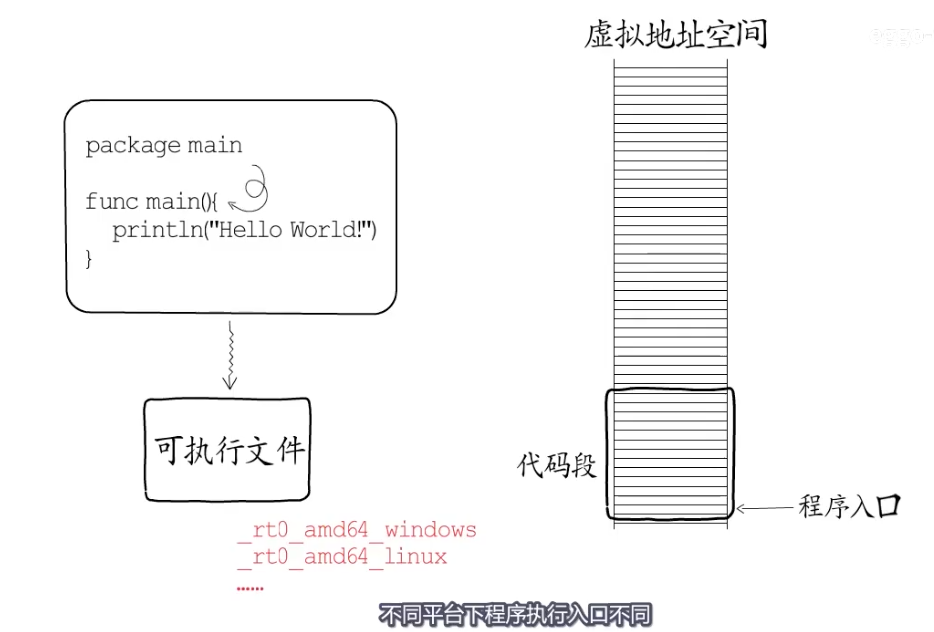 虚拟地址空间
package main
func main(){
println("Hello World!")
}
可执行文件
代码段
程序入口
_rt0_amd64_windows
_rt0_amd64_linux
......
不同平台下程序执行入口不同